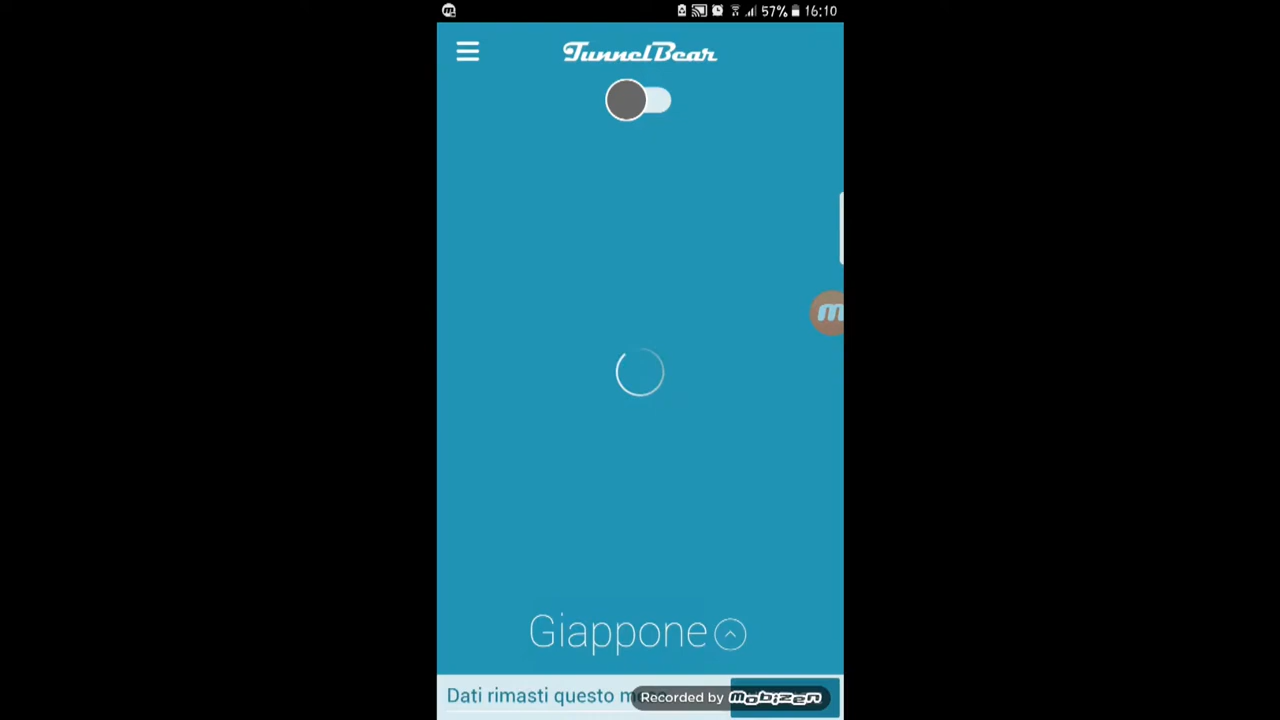 57% 16:10
TunnelBear
Giappone
Dati rimasti questo m
Recorded by mobizen